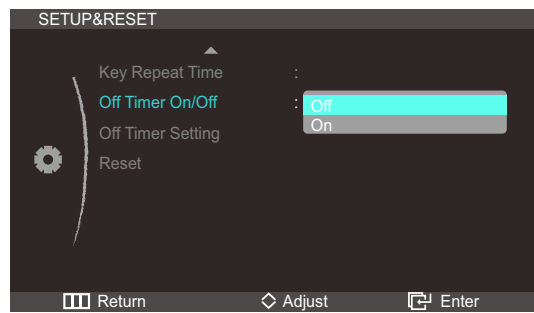 SETUP&RESET
Key Repeat Time :
Off Timer On/Off : Off
On
Off Timer Setting
Reset
Return Adjust Enter